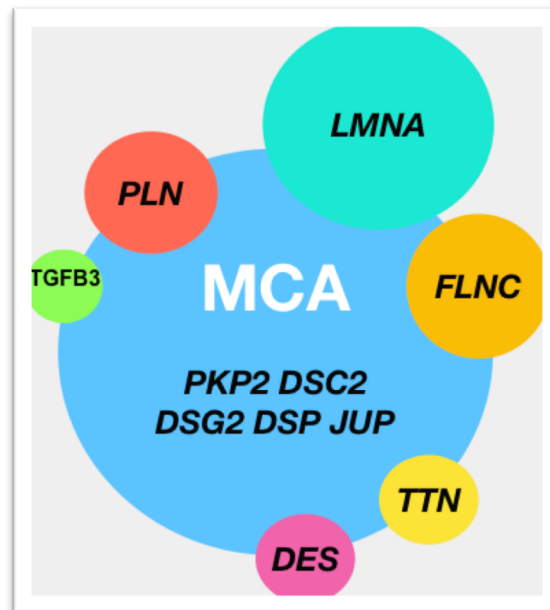 LMNA
PLN
TGFB3
MCA
FLNC
PKP2 DSC2
DSG2 DSP JUP
TTN
DES